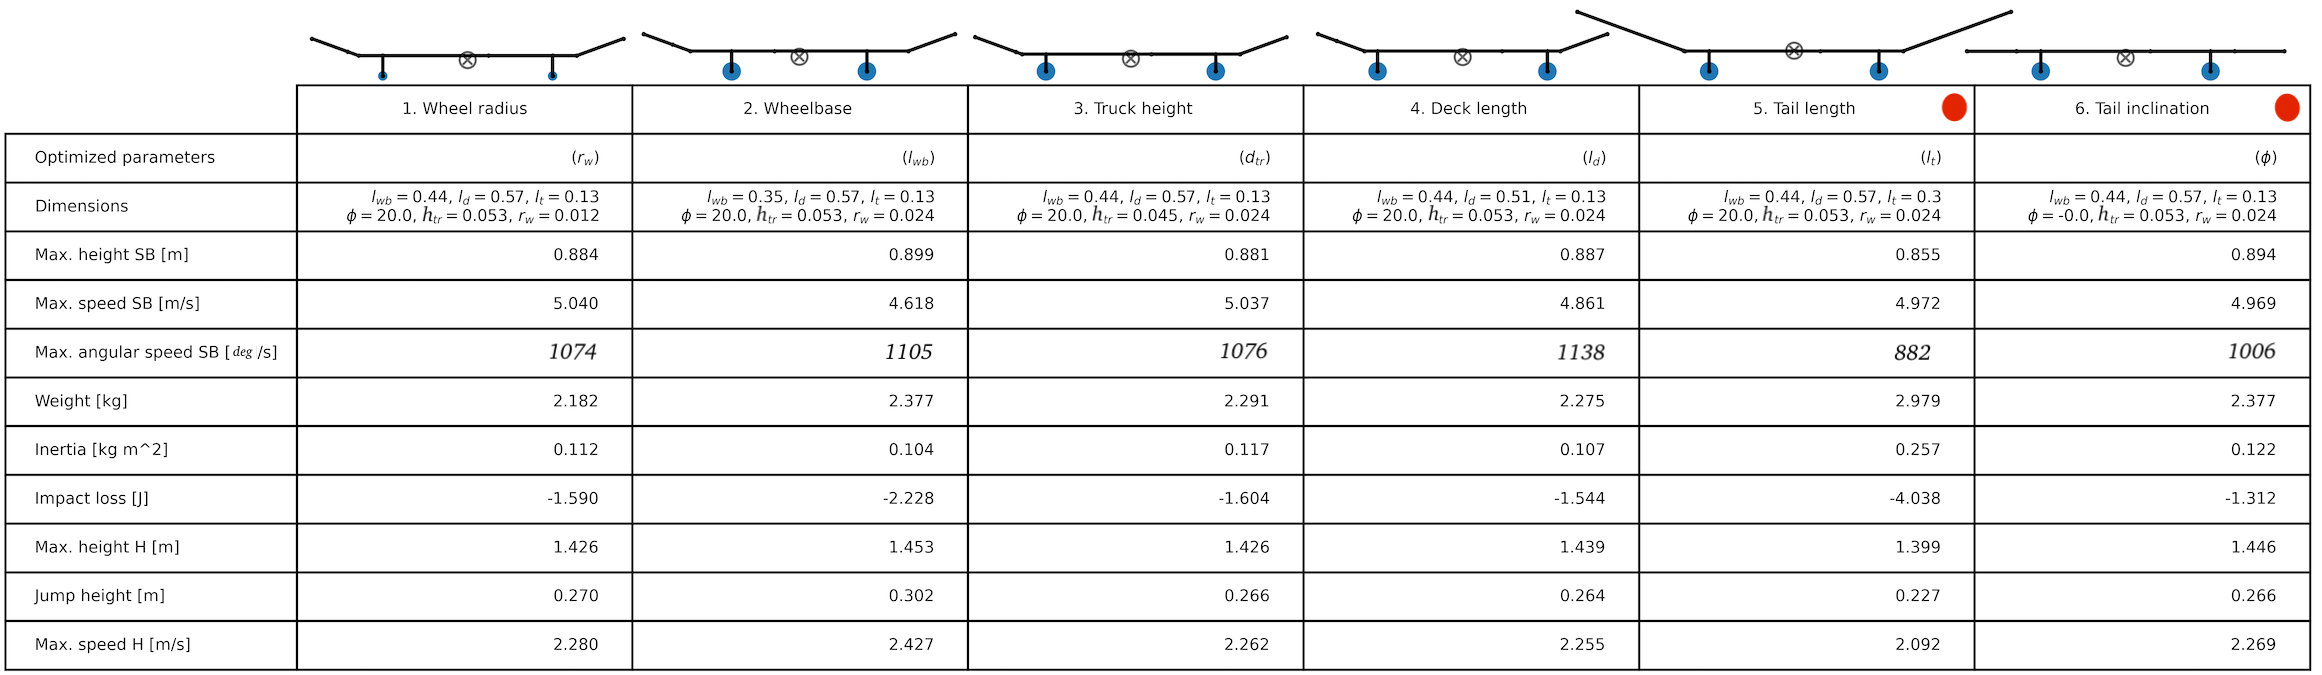 1. Wheel radius 2. Wheelbase 3. Truck height 4. Deck length 5. Tail length 6. Tail inclination
Optimized parameters (r_w) (l_wb) (d_tr) (l_d) (l_t) (ϕ)
Dimensions
l_wb = 0.44, l_d = 0.57, l_t = 0.13
ϕ = 20.0, h_tr = 0.053, r_w = 0.012
l_wb = 0.35, l_d = 0.57, l_t = 0.13
ϕ = 20.0, h_tr = 0.053, r_w = 0.024
l_wb = 0.44, l_d = 0.57, l_t = 0.13
ϕ = 20.0, h_tr = 0.045, r_w = 0.024
l_wb = 0.44, l_d = 0.51, l_t = 0.13
ϕ = 20.0, h_tr = 0.053, r_w = 0.024
l_wb = 0.44, l_d = 0.57, l_t = 0.3
ϕ = 20.0, h_tr = 0.053, r_w = 0.024
l_wb = 0.44, l_d = 0.57, l_t = 0.13
ϕ = -0.0, h_tr = 0.053, r_w = 0.024
Max. height SB [m] 0.884 0.899 0.881 0.887 0.855 0.894
Max. speed SB [m/s] 5.040 4.618 5.037 4.861 4.972 4.969
Max. angular speed SB [deg /s] 1074 1105 1076 1138 882 1006
Weight [kg] 2.182 2.377 2.291 2.275 2.979 2.377
Inertia [kg m^2] 0.112 0.104 0.117 0.107 0.257 0.122
Impact loss [J] -1.590 -2.228 -1.604 -1.544 -4.038 -1.312
Max. height H [m] 1.426 1.453 1.426 1.439 1.399 1.446
Jump height [m] 0.270 0.302 0.266 0.264 0.227 0.266
Max. speed H [m/s] 2.280 2.427 2.262 2.255 2.092 2.269